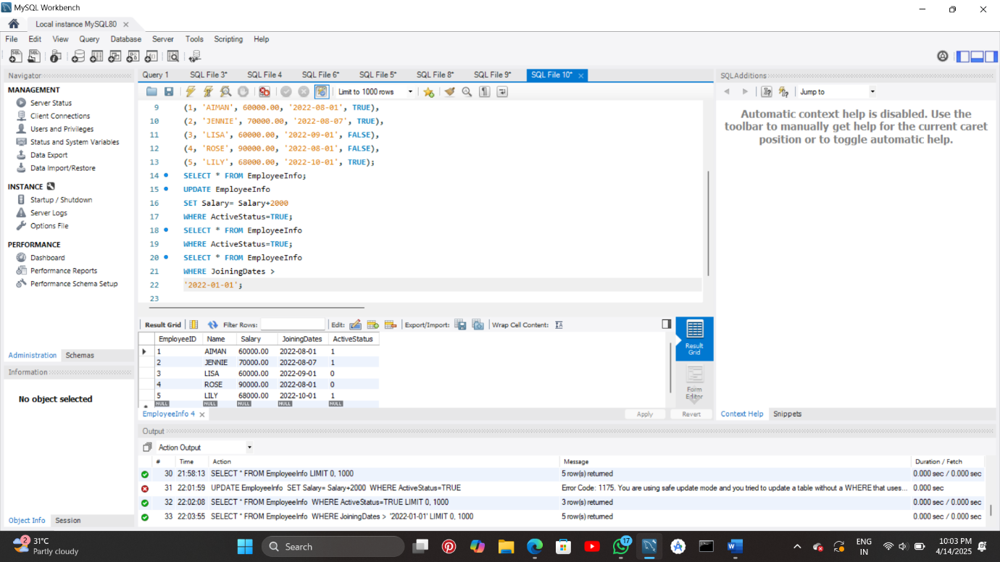 MySQL Workbench
Local instance MySQL80
File Edit View Query Database Server Tools Scripting Help
Navigator
MANAGEMENT
Server Status
Client Connections
Users and Privileges
Status and System Variables
Data Export
Data Import/Restore
INSTANCE
Startup / Shutdown
Server Logs
Options File
PERFORMANCE
Dashboard
Performance Reports
Performance Schema Setup
Administration Schemas
Information
No object selected
Object Info Session
Query 1 SQL File 3* SQL File 4 SQL File 6* SQL File 5* SQL File 8* SQL File 9* SQL File 10*
Limit to 1000 rows
9 (1, 'AIMAN', 60000.00, '2022-08-01', TRUE),
10 (2, 'JENNIE', 70000.00, '2022-08-07', TRUE),
11 (3, 'LISA', 60000.00, '2022-09-01', FALSE),
12 (4, 'ROSE', 90000.00, '2022-08-01', FALSE),
13 (5, 'LILY', 68000.00, '2022-10-01', TRUE);
14 SELECT * FROM EmployeeInfo;
15 UPDATE EmployeeInfo
16 SET Salary= Salary+2000
17 WHERE ActiveStatus=TRUE;
18 SELECT * FROM EmployeeInfo
19 WHERE ActiveStatus=TRUE;
20 SELECT * FROM EmployeeInfo
21 WHERE JoiningDates >
22 '2022-01-01';
23
Result Grid Filter Rows: Edit: Export/Import: Wrap Cell Content:
EmployeeID Name Salary JoiningDates ActiveStatus
1 AIMAN 60000.00 2022-08-01 1
2 JENNIE 70000.00 2022-08-07 1
3 LISA 60000.00 2022-09-01 0
4 ROSE 90000.00 2022-08-01 0
5 LILY 68000.00 2022-10-01 1
NULL NULL NULL NULL NULL
Result
Grid
Form
Editor
EmployeeInfo 4 Apply Revert
SQLAdditions
Jump to
Automatic context help is disabled. Use the
toolbar to manually get help for the current caret
position or to toggle automatic help.
Context Help Snippets
Output
Action Output
# Time Action Message Duration / Fetch
30 21:58:13 SELECT * FROM EmployeeInfo LIMIT 0, 1000 5 row(s) returned 0.000 sec / 0.000 sec
31 22:01:59 UPDATE EmployeeInfo SET Salary= Salary+2000 WHERE ActiveStatus=TRUE Error Code: 1175. You are using safe update mode and you tried to update a table without a WHERE that uses... 0.000 sec
32 22:02:08 SELECT * FROM EmployeeInfo WHERE ActiveStatus=TRUE LIMIT 0, 1000 3 row(s) returned 0.000 sec / 0.000 sec
33 22:03:55 SELECT * FROM EmployeeInfo WHERE JoiningDates > '2022-01-01' LIMIT 0, 1000 5 row(s) returned 0.000 sec / 0.000 sec
2
31°C
Partly cloudy
Search
17
ENG
IN
10:03 PM
4/14/2025